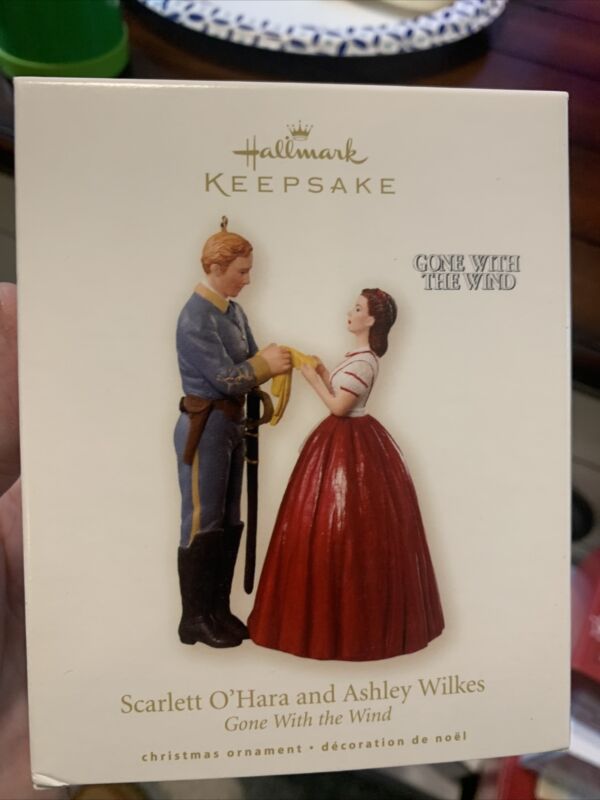 Hallmark
KEEPSAKE
GONE WITH
THE WIND
Scarlett O'Hara and Ashley Wilkes
Gone With the Wind
christmas ornament • décoration de noël